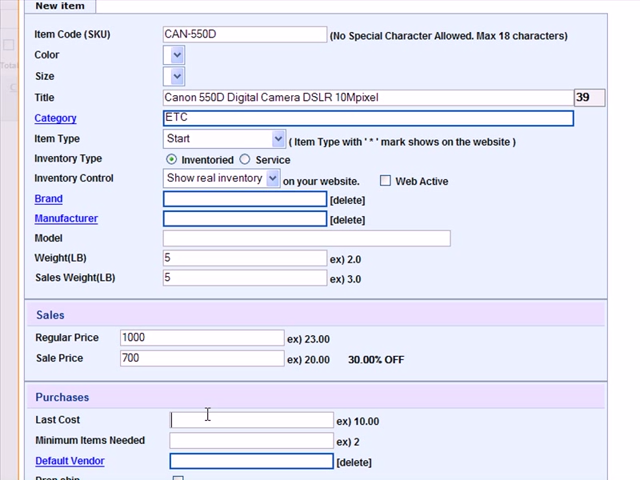 New item
Item Code (SKU) CAN-550D (No Special Character Allowed. Max 18 characters)
Color
Size
Title Canon 550D Digital Camera DSLR 10Mpixel 39
Category ETC
Item Type Start ( Item Type with ' * ' mark shows on the website )
Inventory Type Inventoried Service
Inventory Control Show real inventory on your website. Web Active
Brand [delete]
Manufacturer [delete]
Model
Weight(LB) 5 ex) 2.0
Sales Weight(LB) 5 ex) 3.0
Sales
Regular Price 1000 ex) 23.00
Sale Price 700 ex) 20.00 30.00% OFF
Purchases
Last Cost ex) 10.00
Minimum Items Needed ex) 2
Default Vendor [delete]
Drop ship